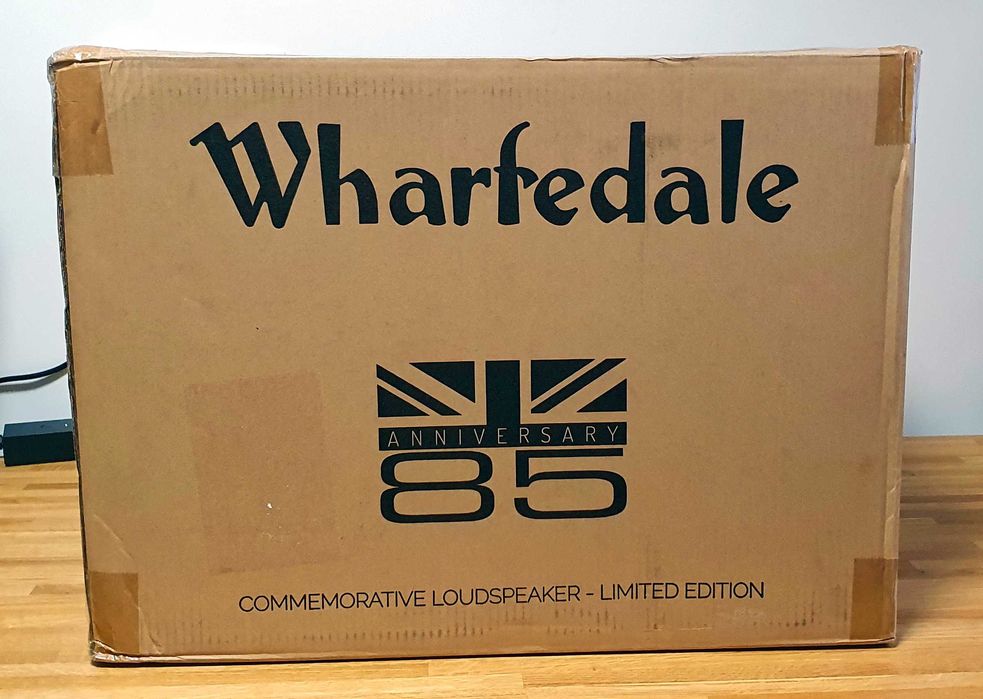 Wharfedale
ANNIVERSARY
85
COMMEMORATIVE LOUDSPEAKER - LIMITED EDITION